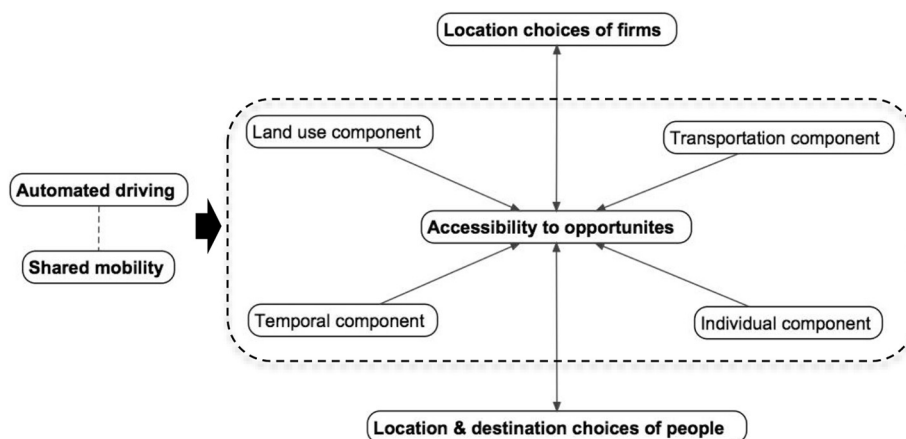 Location choices of firms
Land use component
Transportation component
Automated driving
Accessibility to opportunites
Shared mobility
Temporal component
Individual component
Location & destination choices of people